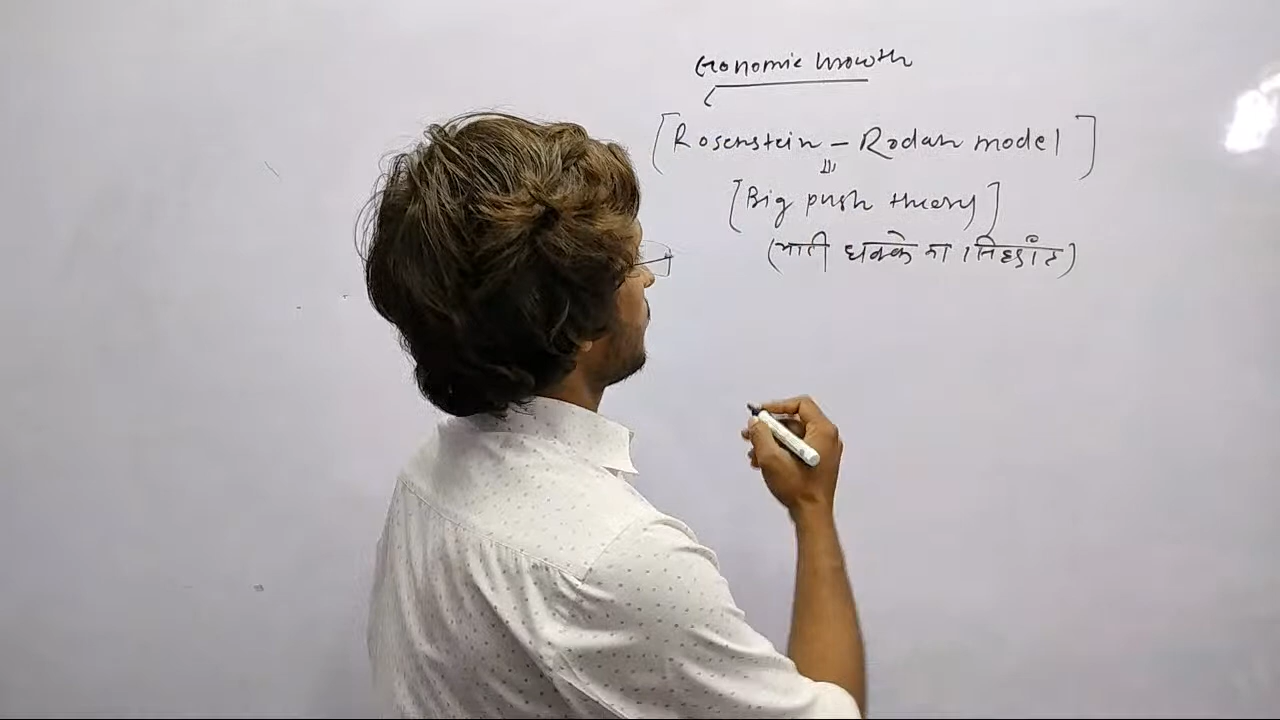 Economic Growth
[Rosenstein - Rodan model]
[Big push theory]
(भारी धक्के का सिद्धांत)